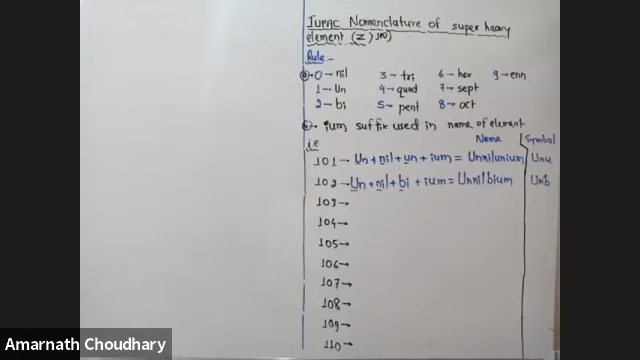 IUPAC Nomenclature of super heavy
element (Z > 100)
Rule:-
(a) → 0 - nil 3 - tri 6 - hex 9 - enn
1 - Un 4 - quad 7 - sept
2 - bi 5 - pent 8 - oct
(b) → ium suffix used in name of element
i.e Name Symbol
101 → Un + nil + un + ium = Unnilunium Unu
102 → Un + nil + bi + ium = Unnilbium Unb
103 →
104 →
105 →
106 →
107 →
108 →
109 →
110 →
Amarnath Choudhary